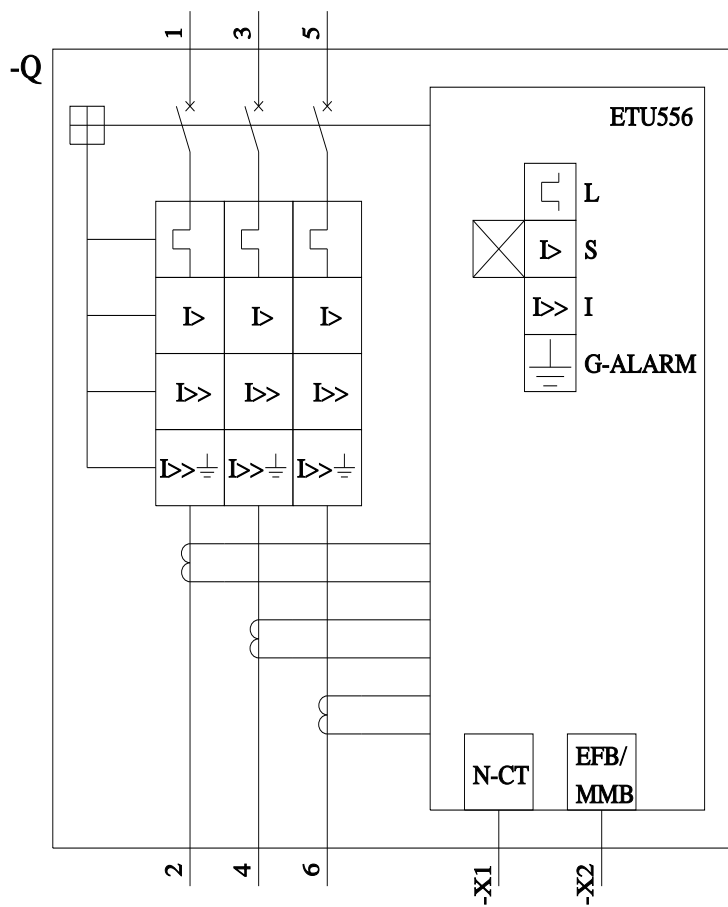 1 3 5
-Q
ETU556
L
I> S
I>> I
G-ALARM
I> I> I>
I>> I>> I>>
I>> I>> I>>
N-CT
EFB/
MMB
2 4 6 -X1 -X2